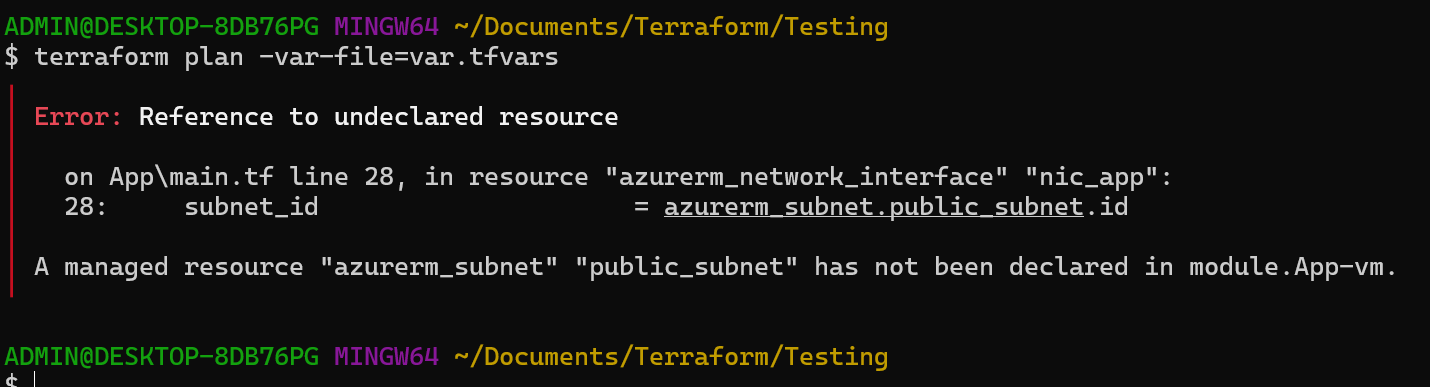 ADMIN@DESKTOP-8DB76PG MINGW64 ~/Documents/Terraform/Testing
$ terraform plan -var-file=var.tfvars
Error: Reference to undeclared resource
on App\main.tf line 28, in resource "azurerm_network_interface" "nic_app":
28: subnet_id = azurerm_subnet.public_subnet.id
A managed resource "azurerm_subnet" "public_subnet" has not been declared in module.App-vm.
ADMIN@DESKTOP-8DB76PG MINGW64 ~/Documents/Terraform/Testing
$